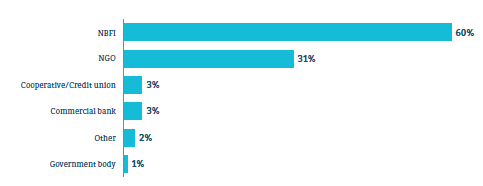 NBFI 60%
NGO 31%
Cooperative/Credit union 3%
Commercial bank 3%
Other 2%
Government body 1%